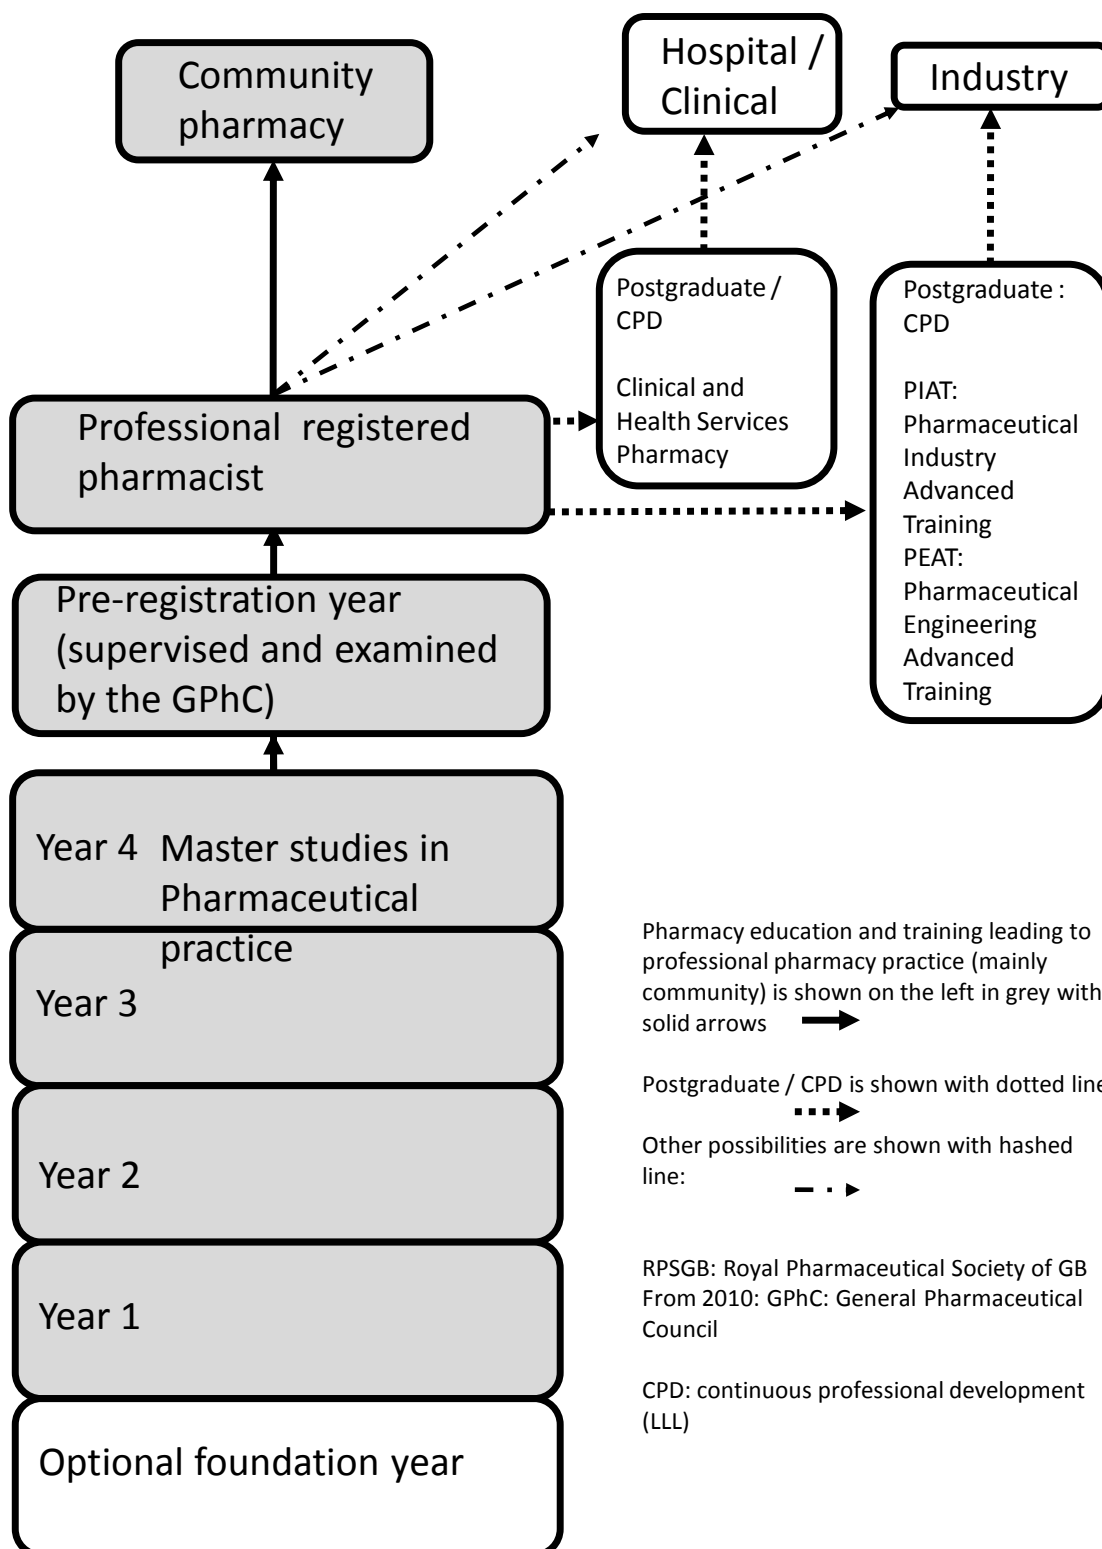 Community
pharmacy
Hospital /
Clinical
Industry
Postgraduate /
CPD
Clinical and
Health Services
Pharmacy
Postgraduate :
CPD
PIAT:
Pharmaceutical
Industry
Advanced
Training
PEAT:
Pharmaceutical
Engineering
Advanced
Training
Professional registered
pharmacist
Pre-registration year
(supervised and examined
by the GPhC)
Year 4
Master studies in
Pharmaceutical
practice
Year 3
Year 2
Year 1
Optional foundation year
Pharmacy education and training leading to
professional pharmacy practice (mainly
community) is shown on the left in grey with
solid arrows
Postgraduate / CPD is shown with dotted line
Other possibilities are shown with hashed
line:
RPSGB: Royal Pharmaceutical Society of GB
From 2010: GPhC: General Pharmaceutical
Council
CPD: continuous professional development
(LLL)